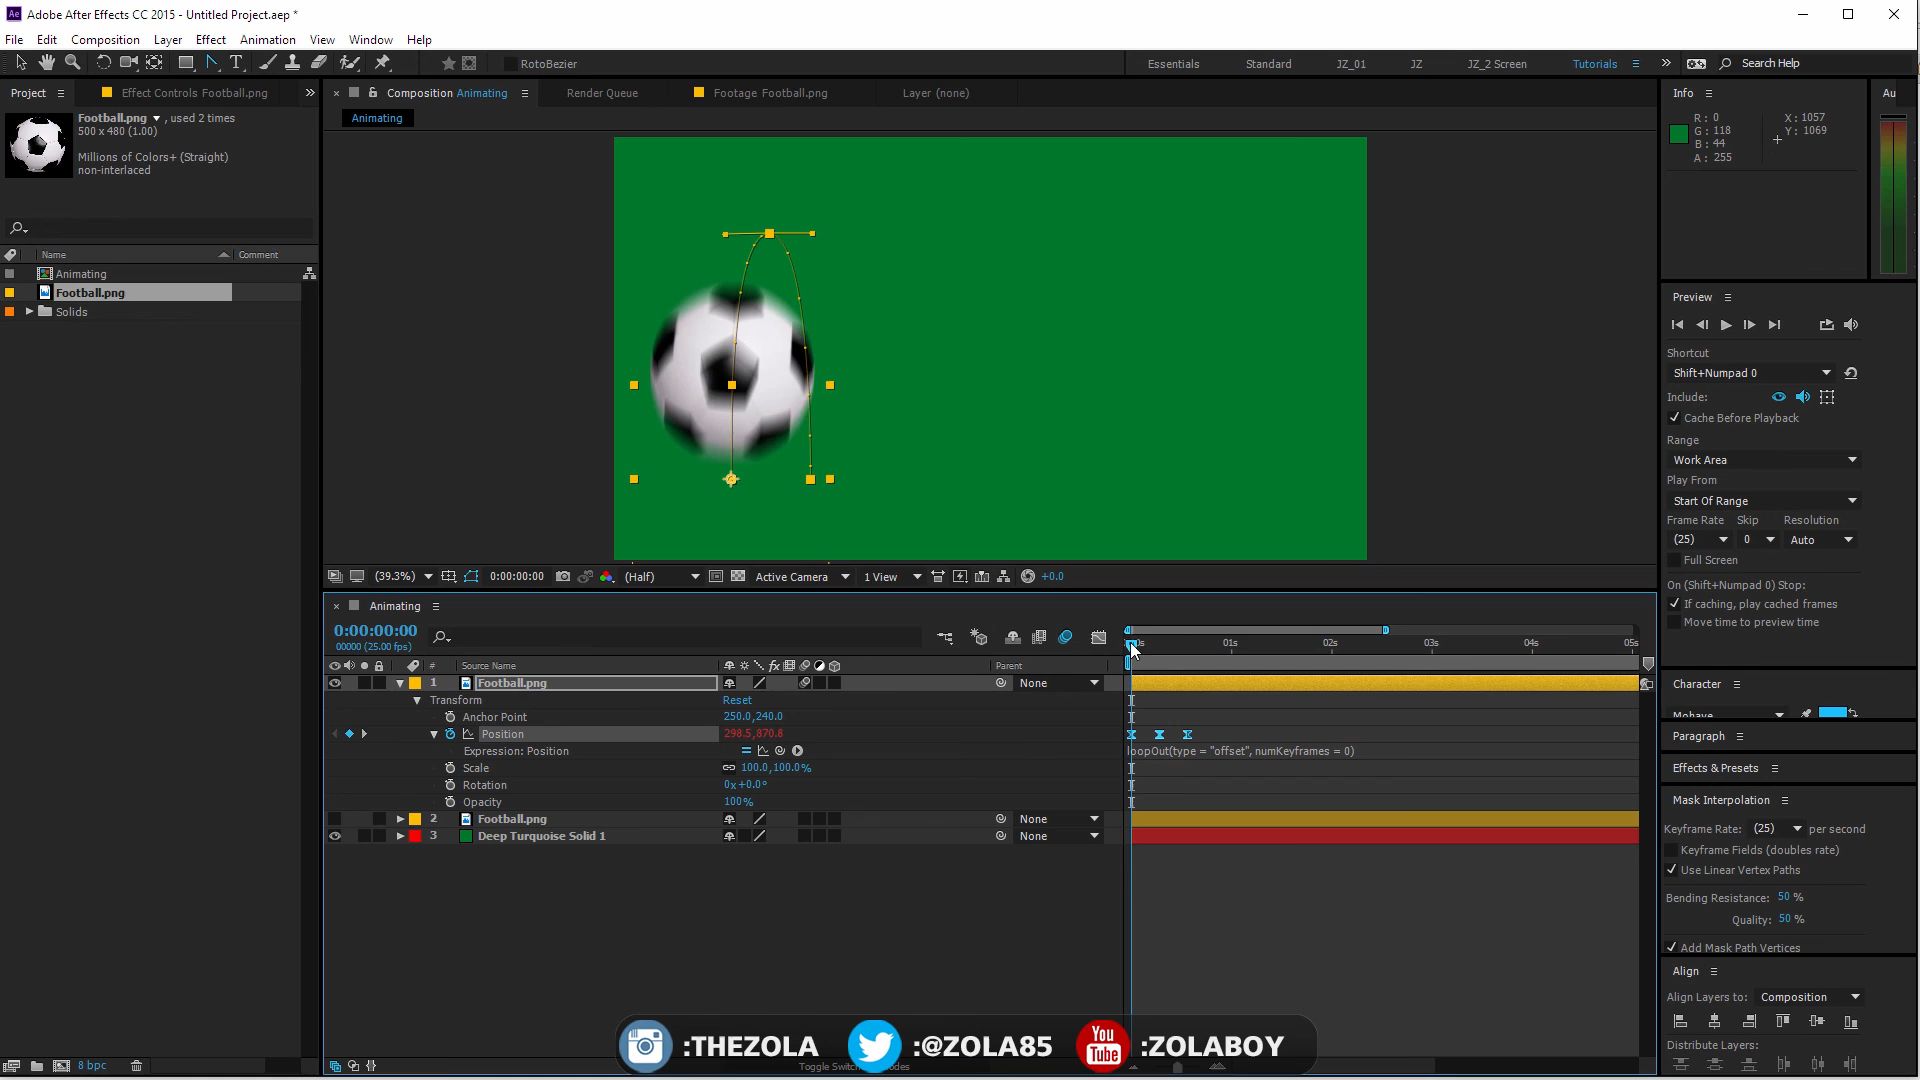 Adobe After Effects CC 2015 - Untitled Project.aep *
File Edit Composition Layer Effect Animation View Window Help
RotoBezier
Essentials Standard JZ_01 JZ JZ_2 Screen Tutorials Search Help
Project Effect Controls Football.png
Composition Animating Render Queue Footage Football.png Layer (none)
Info Au
Animating
Football.png , used 2 times
500 x 480 (1.00)
Millions of Colors+ (Straight)
non-interlaced
R : 0 X : 1057
G : 118 Y : 1069
B : 44
A : 255
Name Comment
Animating
Football.png
Solids
Preview
Shortcut
Shift+Numpad 0
Include:
Cache Before Playback
Range
Work Area
Play From
Start Of Range
Frame Rate Skip Resolution
(25) 0 Auto
Full Screen
On (Shift+Numpad 0) Stop:
If caching, play cached frames
Move time to preview time
(39.3%) 0:00:00:00 (Half) Active Camera 1 View +0.0
Animating
0:00:00:00
00000 (25.00 fps)
01s 02s 03s 04s 05s
# Source Name Parent
1 Football.png None
Transform Reset
Anchor Point 250.0,240.0
Position 298.5,870.8
Expression: Position loopOut(type = "offset", numKeyframes = 0)
Scale 100.0,100.0%
Rotation 0x+0.0°
Opacity 100%
2 Football.png None
3 Deep Turquoise Solid 1 None
Character
Mohave
Paragraph
Effects & Presets
Mask Interpolation
Keyframe Rate: (25) per second
Keyframe Fields (doubles rate)
Use Linear Vertex Paths
Bending Resistance: 50 %
Quality: 50 %
Add Mask Path Vertices
Align
Align Layers to: Composition
Distribute Layers:
8 bpc
:THEZOLA :@ZOLA85 You Tube :ZOLABOY